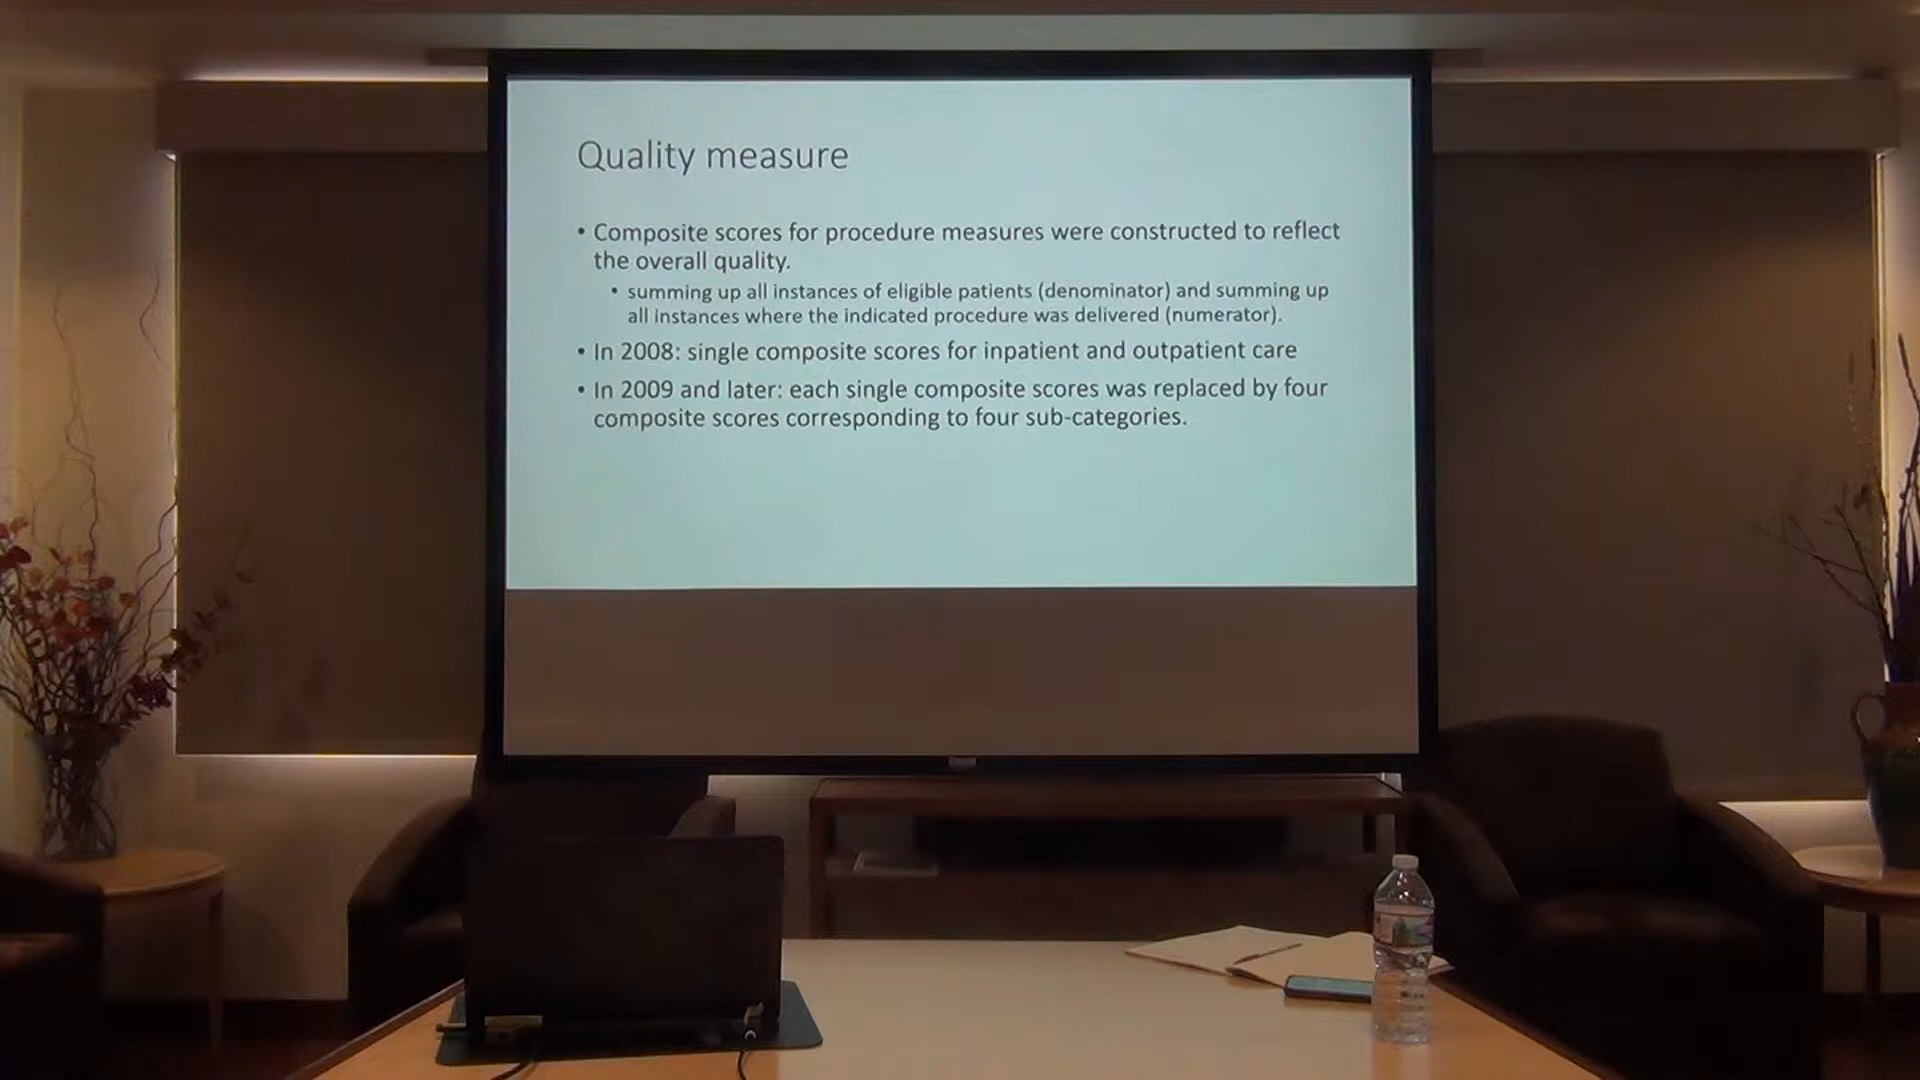 Quality measure
• Composite scores for procedure measures were constructed to reflect
the overall quality.
• summing up all instances of eligible patients (denominator) and summing up
all instances where the indicated procedure was delivered (numerator).
• In 2008: single composite scores for inpatient and outpatient care
• In 2009 and later: each single composite scores was replaced by four
composite scores corresponding to four sub-categories.